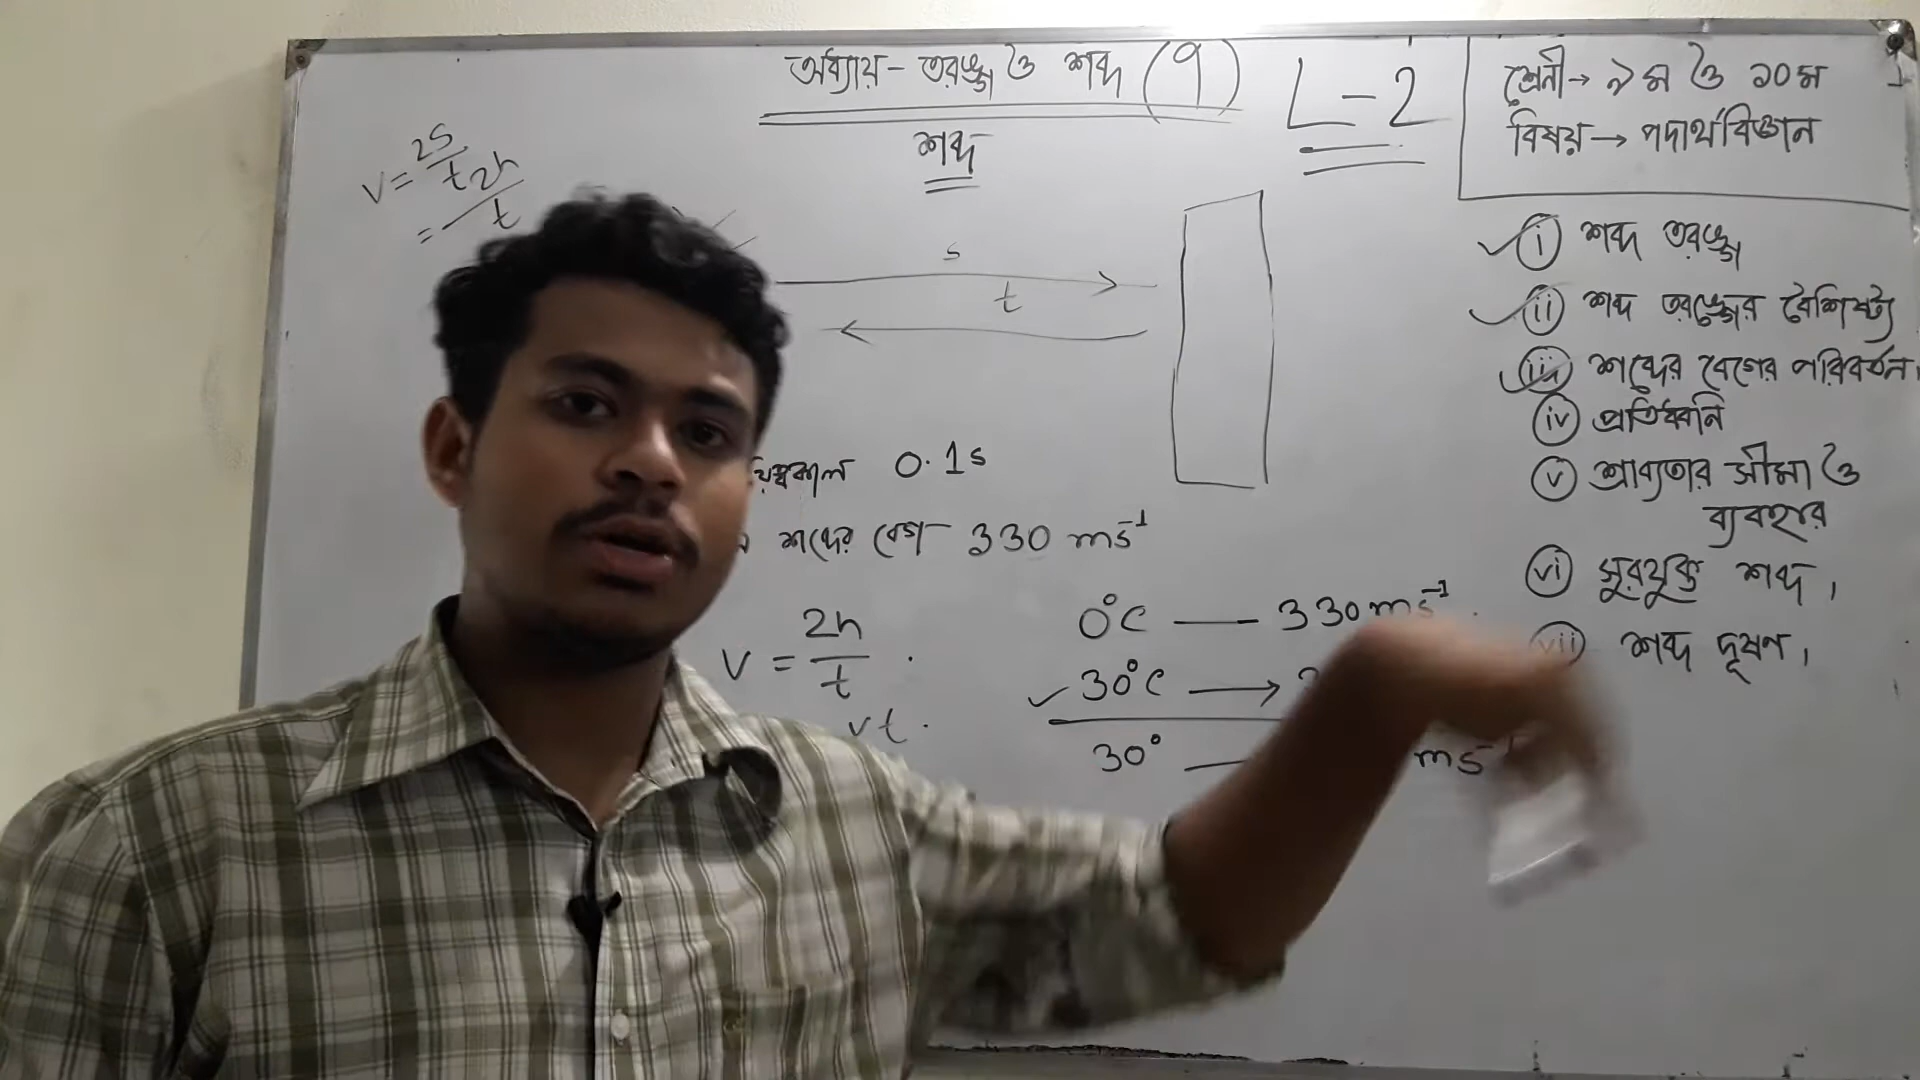 অধ্যায় - তরঙ্গ ও শব্দ (৭)
L-2
শব্দ
শ্রেনী → ৯ম ও ১০ম
বিষয় → পদার্থবিজ্ঞান
V = 2S/t
= 2h/t
s
t
0.1s
শব্দের বেগ 330 ms⁻¹
V = 2h/t
vt
0°C — 330 ms⁻¹
✓ 30°C →
30° — ms⁻¹
✓ (i) শব্দ তরঙ্গ
✓ (ii) শব্দ তরঙ্গের বৈশিষ্ট্য
✓ (iii) শব্দের বেগের পরিবর্তন।
(iv) প্রতিধ্বনি
(v) শ্রাব্যতার সীমা ও
ব্যবহার
(vi) সুরযুক্ত শব্দ।
(vii) শব্দ দূষণ।